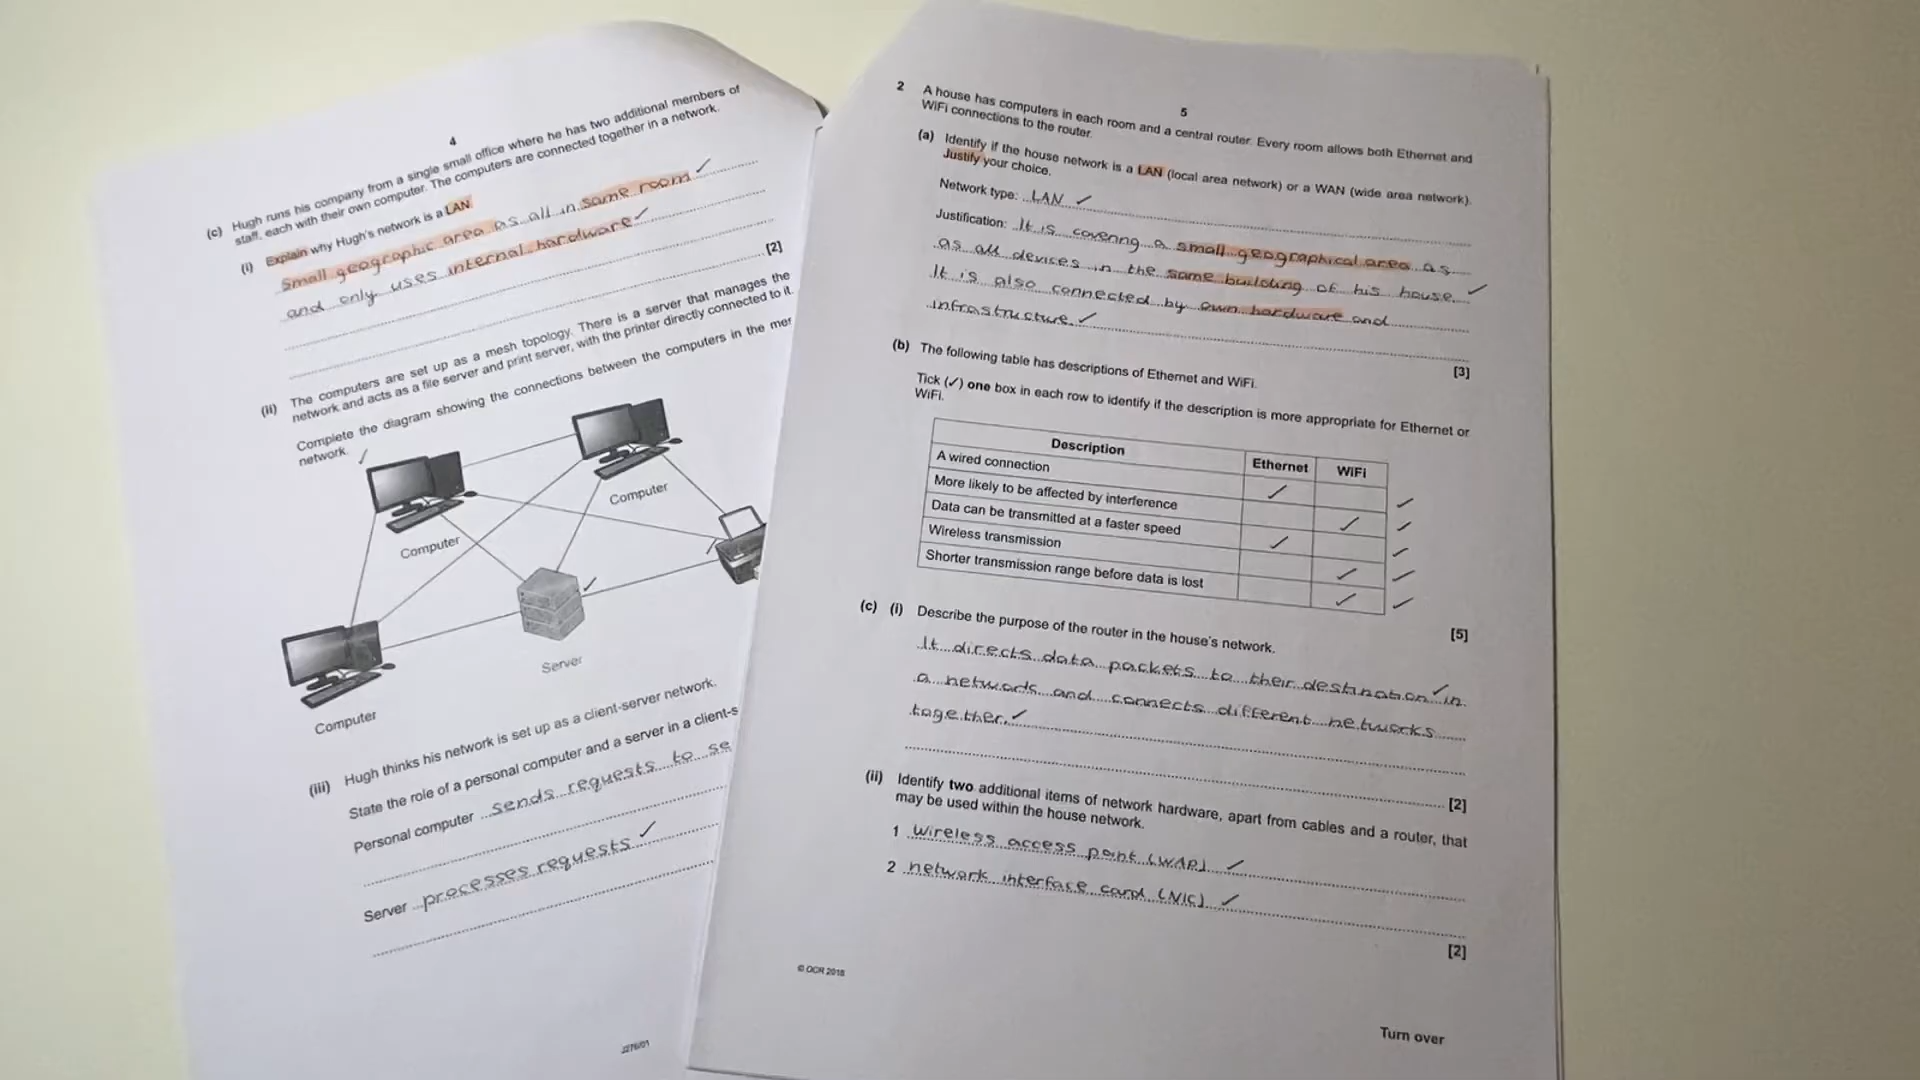 4
(c) Hugh runs his company from a single small office where he has two additional members of
staff, each with their own computer. The computers are connected together in a network.
(i) Explain why Hugh's network is a LAN
small geographic area as all in same room ✓
and only uses internal hardware ✓
[2]
(ii) The computers are set up as a mesh topology. There is a server that manages the
network and acts as a file server and print server, with the printer directly connected to it.
Complete the diagram showing the connections between the computers in the mer
network. ✓
Computer
Computer
Server
Computer
(iii) Hugh thinks his network is set up as a client-server network.
State the role of a personal computer and a server in a client-s
Personal computer sends requests to se
Server processes requests ✓
J276/01
5
2 A house has computers in each room and a central router. Every room allows both Ethernet and
WiFi connections to the router.
(a) Identify if the house network is a LAN (local area network) or a WAN (wide area network).
Justify your choice.
Network type: LAN ✓
Justification: It is covering a small geographical area as
as all devices in the same building of his house. ✓
It is also connected by own hardware and
infrastructure. ✓
[3]
(b) The following table has descriptions of Ethernet and WiFi.
Tick (✓) one box in each row to identify if the description is more appropriate for Ethernet or
WiFi.
Description Ethernet WiFi
A wired connection ✓ ✓
More likely to be affected by interference ✓ ✓
Data can be transmitted at a faster speed ✓ ✓
Wireless transmission ✓ ✓
Shorter transmission range before data is lost ✓ ✓
[5]
(c) (i) Describe the purpose of the router in the house's network.
It directs data packets to their destination ✓ in
a network and connects different networks
together. ✓
[2]
(ii) Identify two additional items of network hardware, apart from cables and a router, that
may be used within the house network.
1 wireless access point (WAP) ✓
2 network interface card (NIC) ✓
[2]
© OCR 2018
Turn over